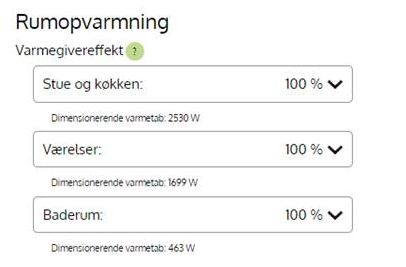 Rumopvarmning
Varmegivereffekt ?
Stue og køkken: 100 %
Dimensionerende varmetab: 2530 W
Værelser: 100 %
Dimensionerende varmetab: 1699 W
Baderum: 100 %
Dimensionerende varmetab: 463 W